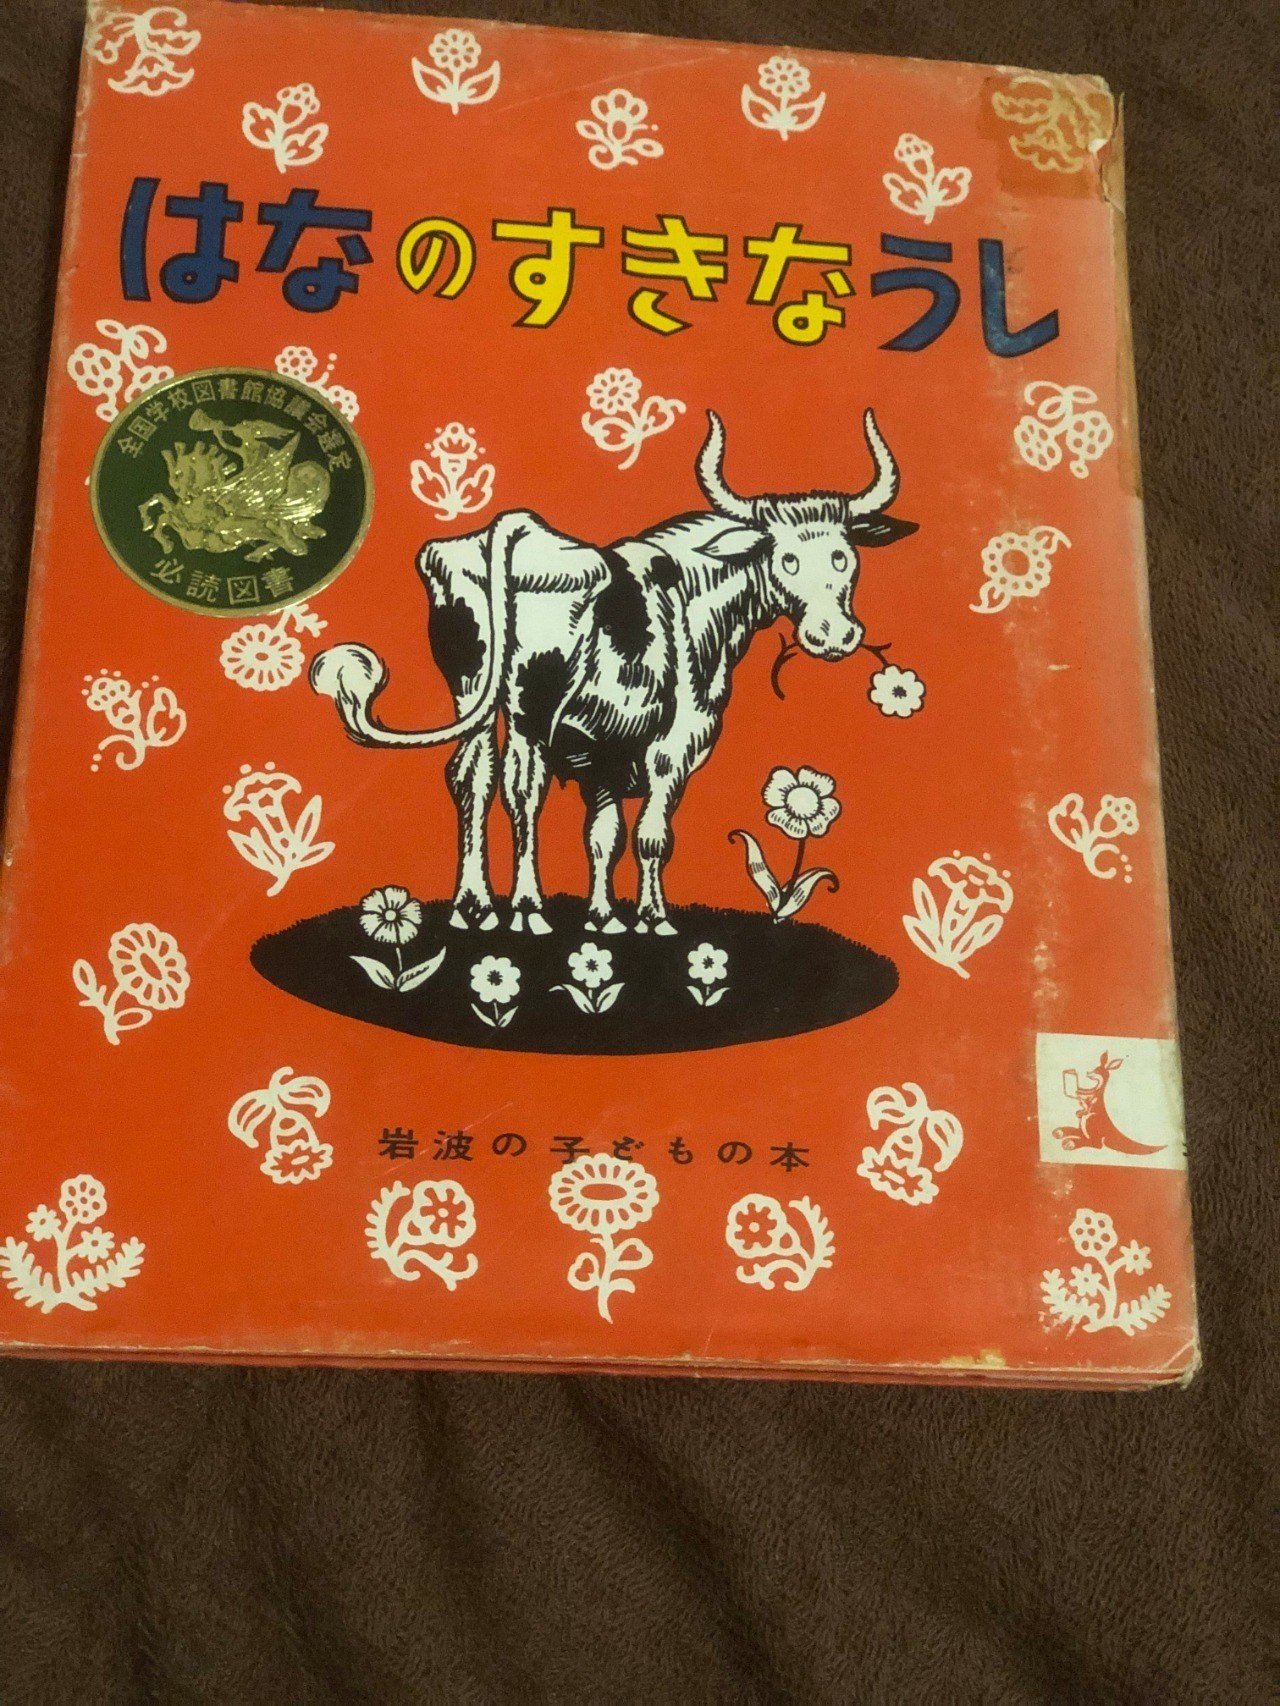 はなのすきなうし
全国学校図書館協議会選定
必読図書
岩波の子どもの本